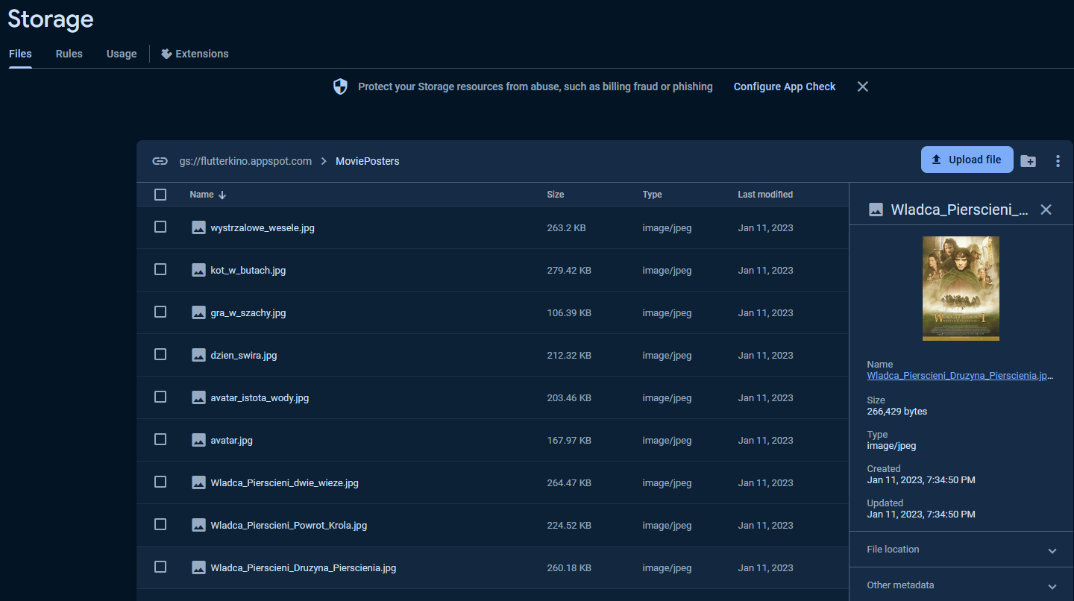 Storage
Files Rules Usage Extensions
Protect your Storage resources from abuse, such as billing fraud or phishing Configure App Check
gs://flutterkino.appspot.com > MoviePosters Upload file
Name Size Type Last modified
wystrzalowe_wesele.jpg 263.2 KB image/jpeg Jan 11, 2023
kot_w_butach.jpg 279.42 KB image/jpeg Jan 11, 2023
gra_w_szachy.jpg 106.39 KB image/jpeg Jan 11, 2023
dzien_swira.jpg 212.32 KB image/jpeg Jan 11, 2023
avatar_istota_wody.jpg 203.46 KB image/jpeg Jan 11, 2023
avatar.jpg 167.97 KB image/jpeg Jan 11, 2023
Wladca_Pierscieni_dwie_wieze.jpg 264.47 KB image/jpeg Jan 11, 2023
Wladca_Pierscieni_Powrot_Krola.jpg 224.52 KB image/jpeg Jan 11, 2023
Wladca_Pierscieni_Druzyna_Pierscienia.jpg 260.18 KB image/jpeg Jan 11, 2023
Wladca_Pierscieni_...
Name
Wladca_Pierscieni_Druzyna_Pierscienia.jp...
Size
266,429 bytes
Type
image/jpeg
Created
Jan 11, 2023, 7:34:50 PM
Updated
Jan 11, 2023, 7:34:50 PM
File location
Other metadata